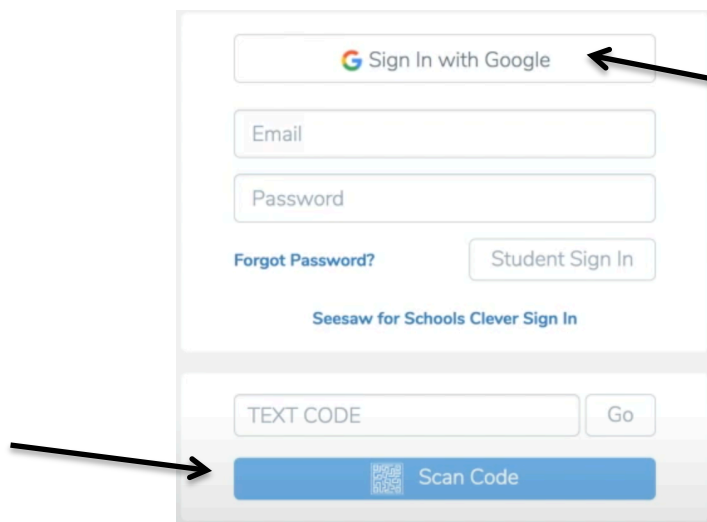 Sign In with Google
Email
Password
Forgot Password? Student Sign In
Seesaw for Schools Clever Sign In
TEXT CODE Go
Scan Code